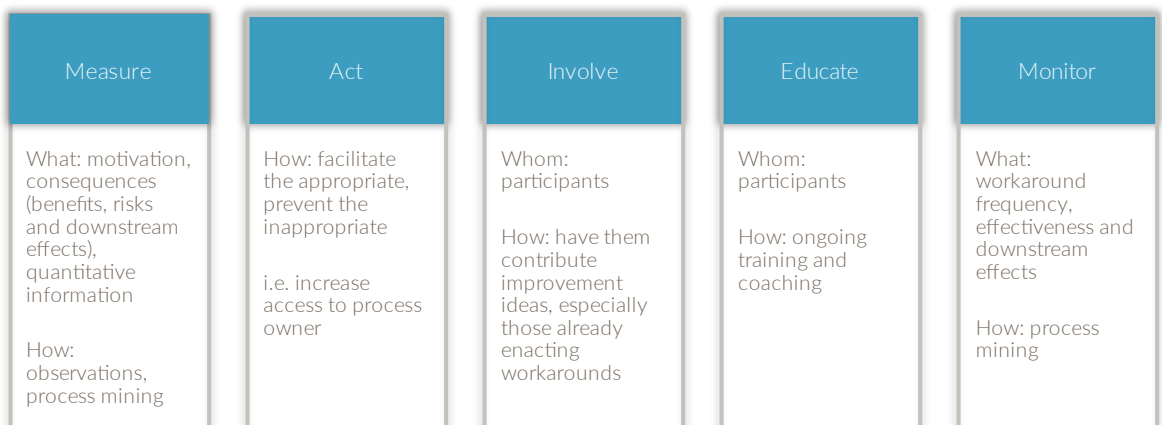 Measure
What: motivation,
consequences
(benefits, risks
and downstream
effects),
quantitative
information
How:
observations,
process mining
Act
How: facilitate
the appropriate,
prevent the
inappropriate
i.e. increase
access to process
owner
Involve
Whom:
participants
How: have them
contribute
improvement
ideas, especially
those already
enacting
workarounds
Educate
Whom:
participants
How: ongoing
training and
coaching
Monitor
What:
workaround
frequency,
effectiveness and
downstream
effects
How: process
mining